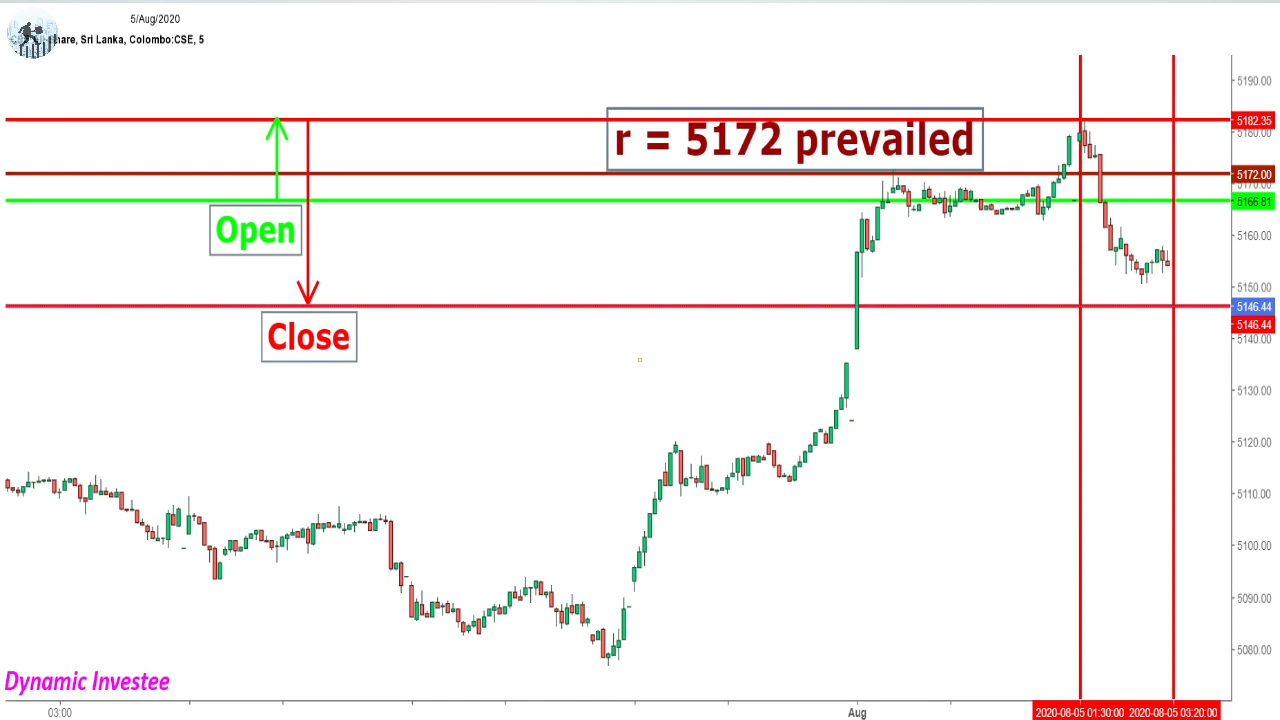 5/Aug/2020
hare, Sri Lanka, Colombo:CSE, 5
r = 5172 prevailed
Open
Close
5190.00
5182.35
5180.00
5172.00
5170.00
5166.81
5160.00
5150.00
5146.44
5146.44
5140.00
5130.00
5120.00
5110.00
5100.00
5090.00
5080.00
Dynamic Investee
03:00
Aug
2020-08-05 01:30:00
2020-08-05 03:20:00